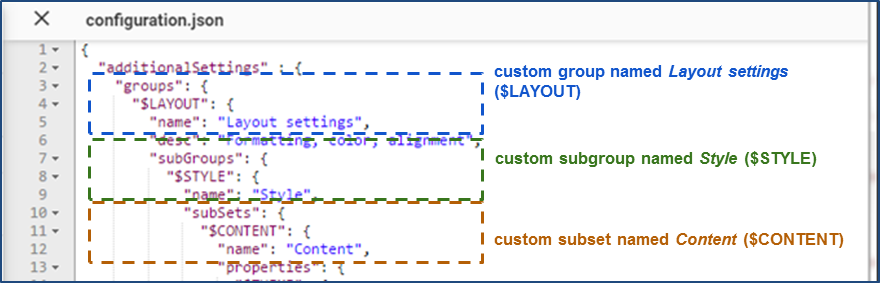 configuration.json
1 {
2 "additionalSettings" : {
3 "groups": {
4 "$LAYOUT": {
5 "name": "Layout settings",
6 "desc": "Formatting, color, alignment",
7 "subGroups": {
8 "$STYLE": {
9 "name": "Style",
10 "subSets": {
11 "$CONTENT": {
12 "name": "Content",
13 "properties": {
custom group named Layout settings
($LAYOUT)
custom subgroup named Style ($STYLE)
custom subset named Content ($CONTENT)